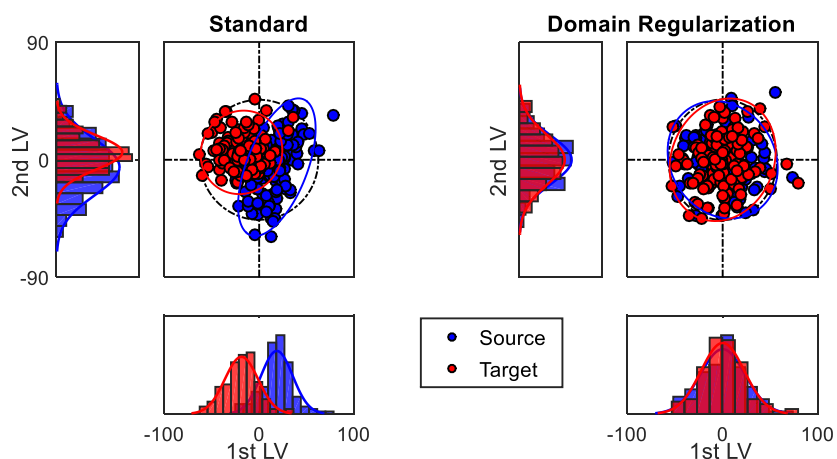 Standard
Domain Regularization
90
2nd LV
0
-90
2nd LV
Source
Target
-100
0
100
1st LV
-100
0
100
1st LV